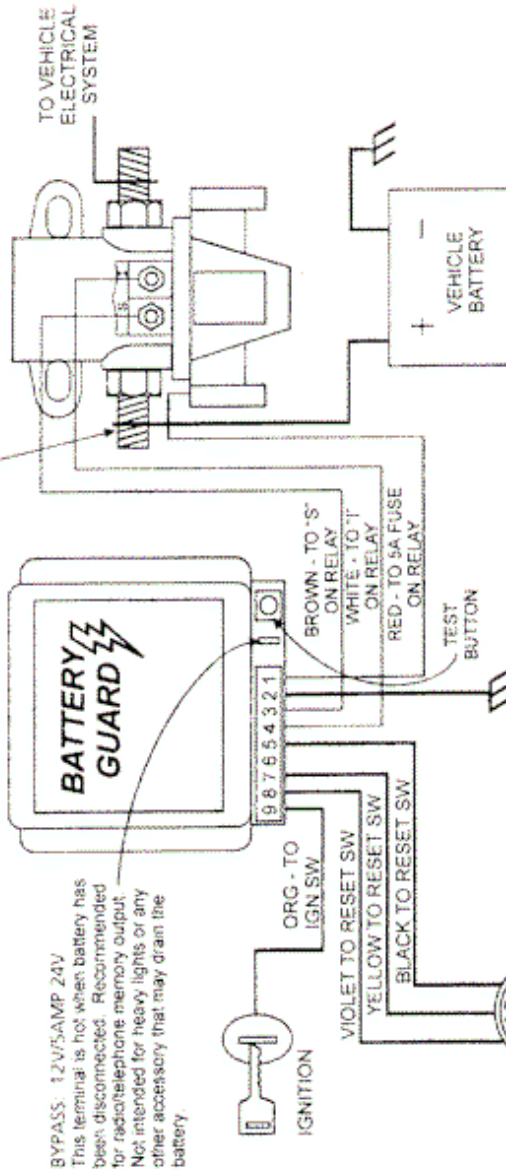 TO VEHICLE
ELECTRICAL
SYSTEM
S
I
VEHICLE
BATTERY
+
−
BROWN - TO "S"
ON RELAY
WHITE - TO "I"
ON RELAY
RED - TO 5A FUSE
ON RELAY
TEST
BUTTON
BATTERY
GUARD
9 8 7 6 5 4 3 2 1
BYPASS: 12V/5AMP 24V
This terminal is hot when battery has
been disconnected. Recommended
for radio/telephone memory output.
Not intended for heavy lights or any
other accessory that may drain the
battery.
ORG - TO
IGN SW
IGNITION
VIOLET TO RESET SW
YELLOW TO RESET SW
BLACK TO RESET SW